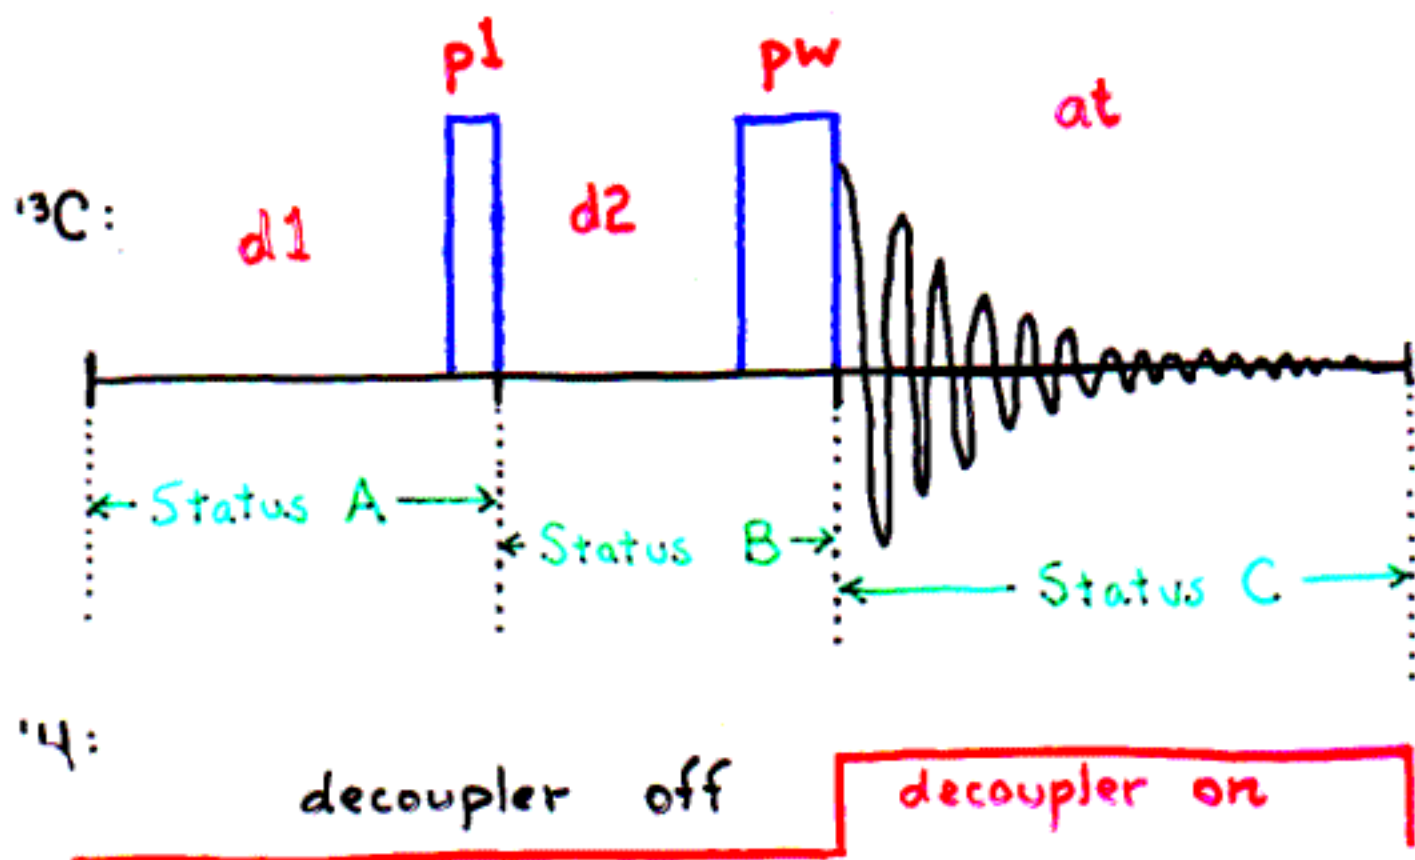 p1 pw
at
¹³C:
d1 d2
Status A
Status B
Status C
¹H:
decoupler off decoupler on